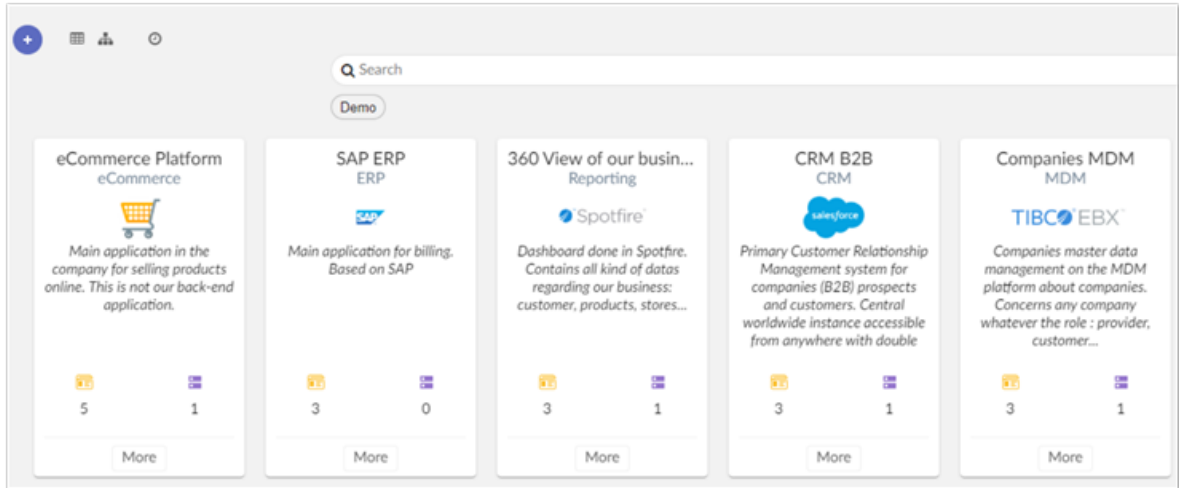 Search
Demo
eCommerce Platform
eCommerce
Main application in the
company for selling products
online. This is not our back-end
application.
5 1
More
SAP ERP
ERP
SAP
Main application for billing.
Based on SAP
3 0
More
360 View of our busin...
Reporting
Spotfire
Dashboard done in Spotfire.
Contains all kind of datas
regarding our business:
customer, products, stores...
3 1
More
CRM B2B
CRM
salesforce
Primary Customer Relationship
Management system for
companies (B2B) prospects
and customers. Central
worldwide instance accessible
from anywhere with double
3 1
More
Companies MDM
MDM
TIBCO EBX
Companies master data
management on the MDM
platform about companies.
Concerns any company
whatever the role : provider,
customer...
3 1
More